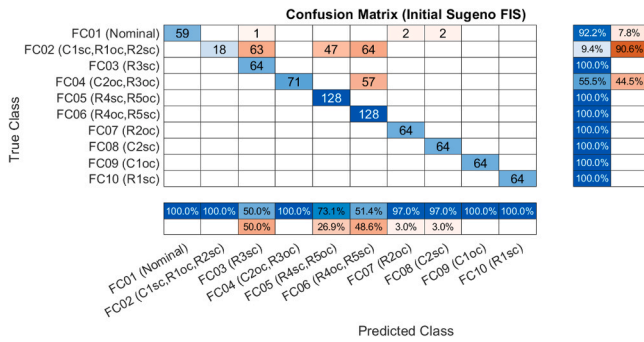 Confusion Matrix (Initial Sugeno FIS)
True Class
FC01 (Nominal) 59 1 2 2 92.2% 7.8%
FC02 (C1sc,R1oc,R2sc) 18 63 47 64 9.4% 90.6%
FC03 (R3sc) 64 100.0%
FC04 (C2oc,R3oc) 71 57 55.5% 44.5%
FC05 (R4sc,R5oc) 128 100.0%
FC06 (R4oc,R5sc) 128 100.0%
FC07 (R2oc) 64 100.0%
FC08 (C2sc) 64 100.0%
FC09 (C1oc) 64 100.0%
FC10 (R1sc) 64 100.0%
100.0% 100.0% 50.0% 100.0% 73.1% 51.4% 97.0% 97.0% 100.0% 100.0%
50.0% 26.9% 48.6% 3.0% 3.0%
FC01 (Nominal)
FC02 (C1sc,R1oc,R2sc)
FC03 (R3sc)
FC04 (C2oc,R3oc)
FC05 (R4sc,R5oc)
FC06 (R4oc,R5sc)
FC07 (R2oc)
FC08 (C2sc)
FC09 (C1oc)
FC10 (R1sc)
Predicted Class